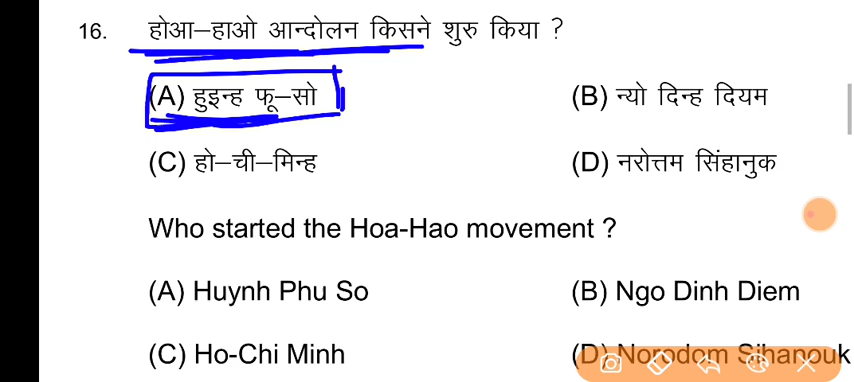 16. होआ–हाओ आन्दोलन किसने शुरु किया ?
(A) हुइन्ह फू–सो (B) न्यो दिन्ह दियम
(C) हो–ची–मिन्ह (D) नरोत्तम सिंहानुक
Who started the Hoa-Hao movement ?
(A) Huynh Phu So (B) Ngo Dinh Diem
(C) Ho-Chi Minh (D) Norodom Sihanouk